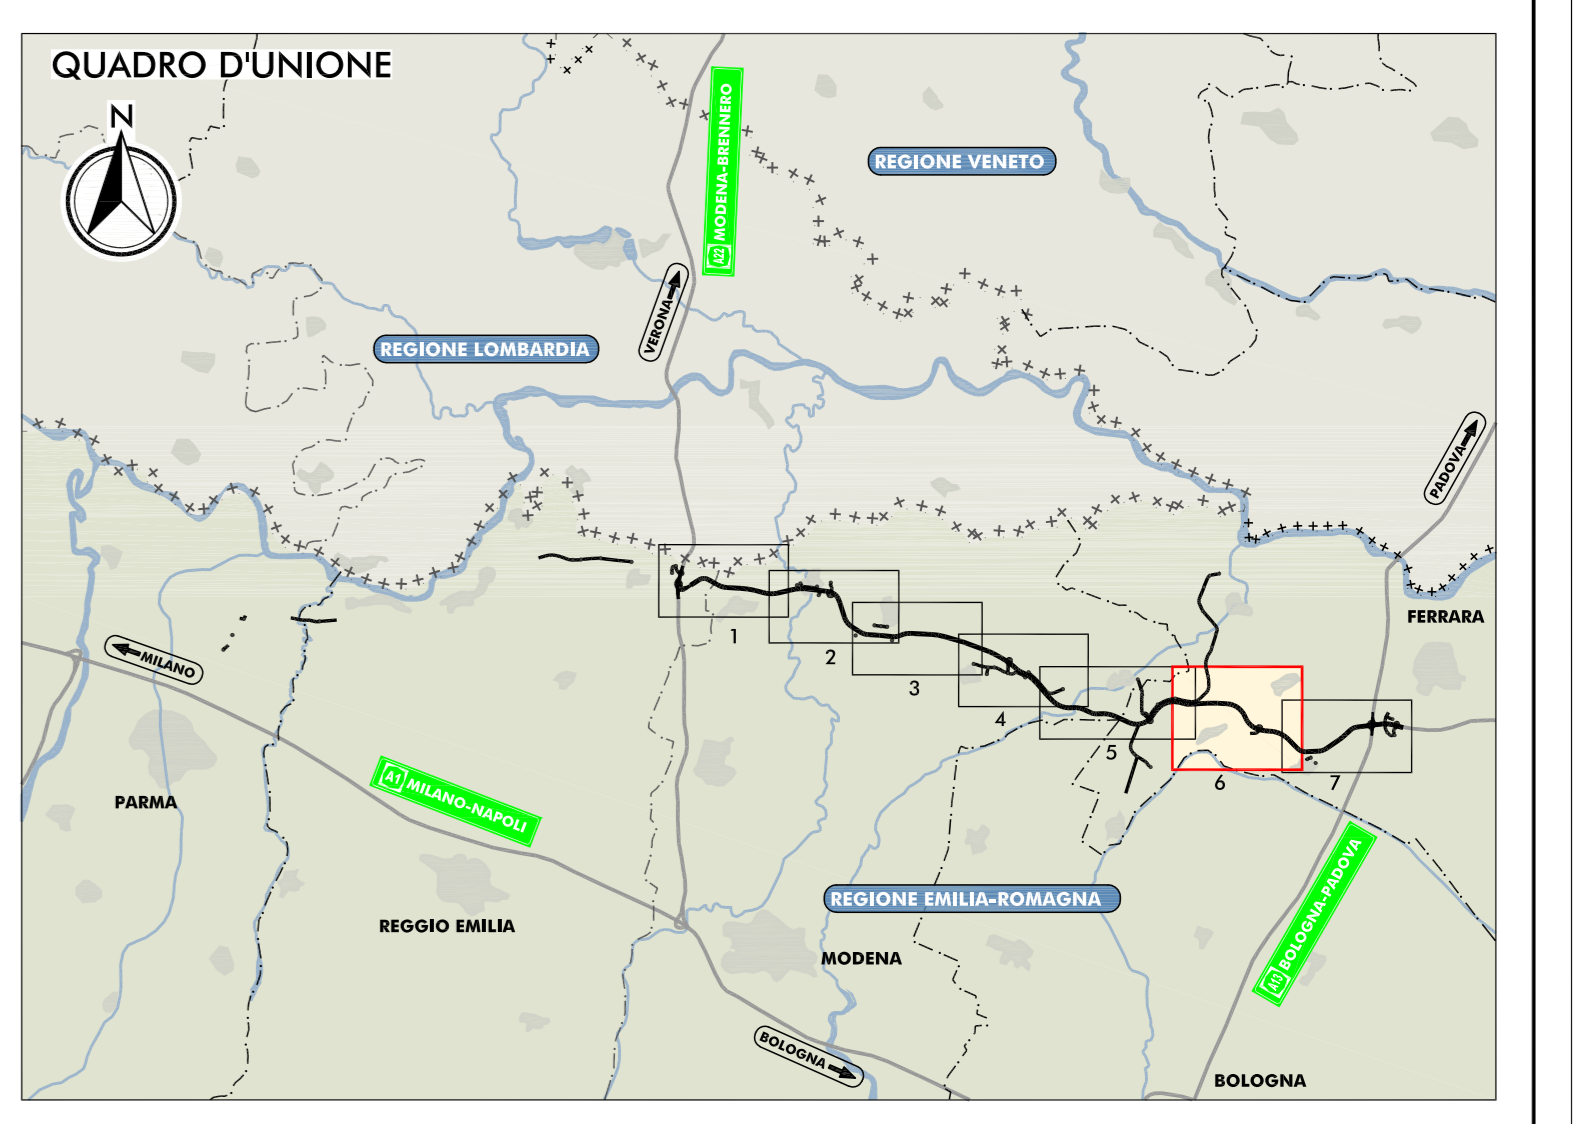 QUADRO D'UNIONE
N
A22 MODENA-BRENNERO
REGIONE VENETO
VERONA
REGIONE LOMBARDIA
PADOVA
FERRARA
MILANO
1
2
3
4
5
6
7
PARMA
A1 MILANO-NAPOLI
REGIONE EMILIA-ROMAGNA
A13 BOLOGNA-PADOVA
REGGIO EMILIA
MODENA
BOLOGNA
BOLOGNA